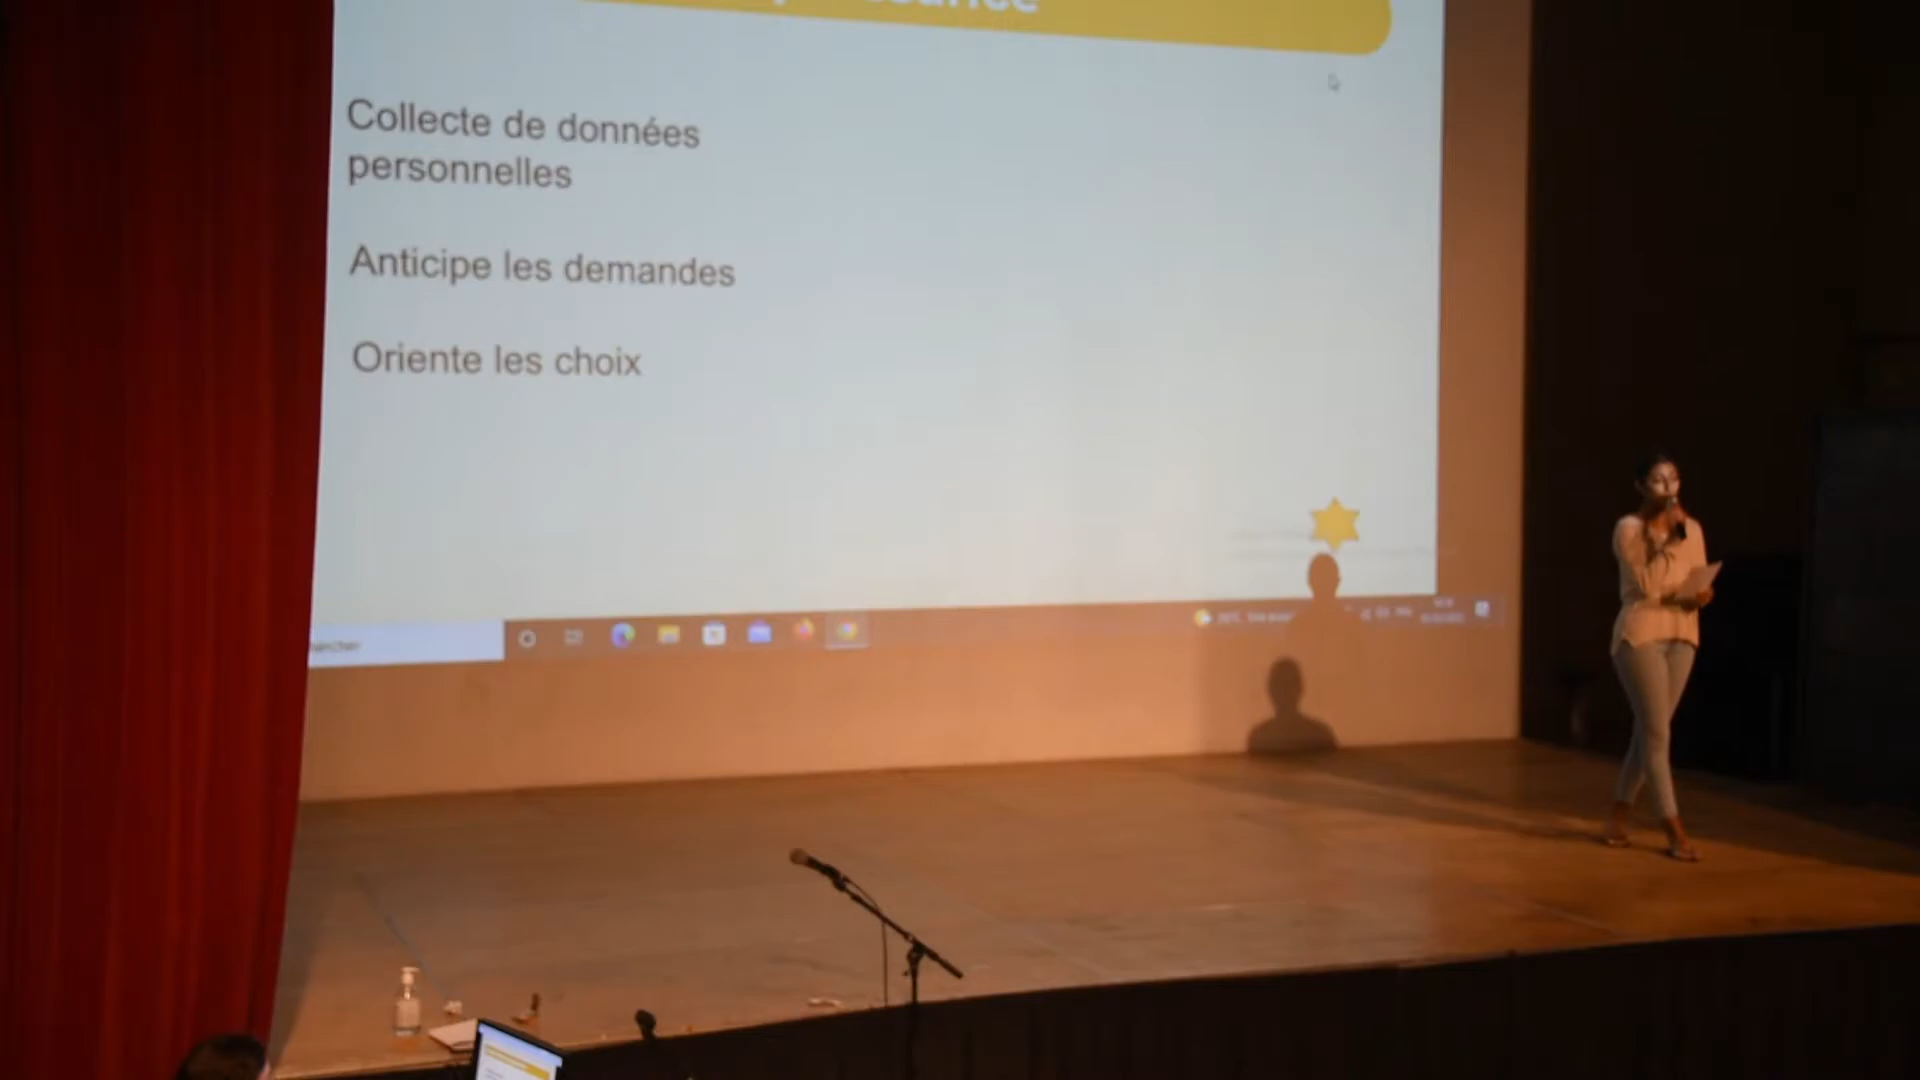 Collecte de données
personnelles
Anticipe les demandes
Oriente les choix